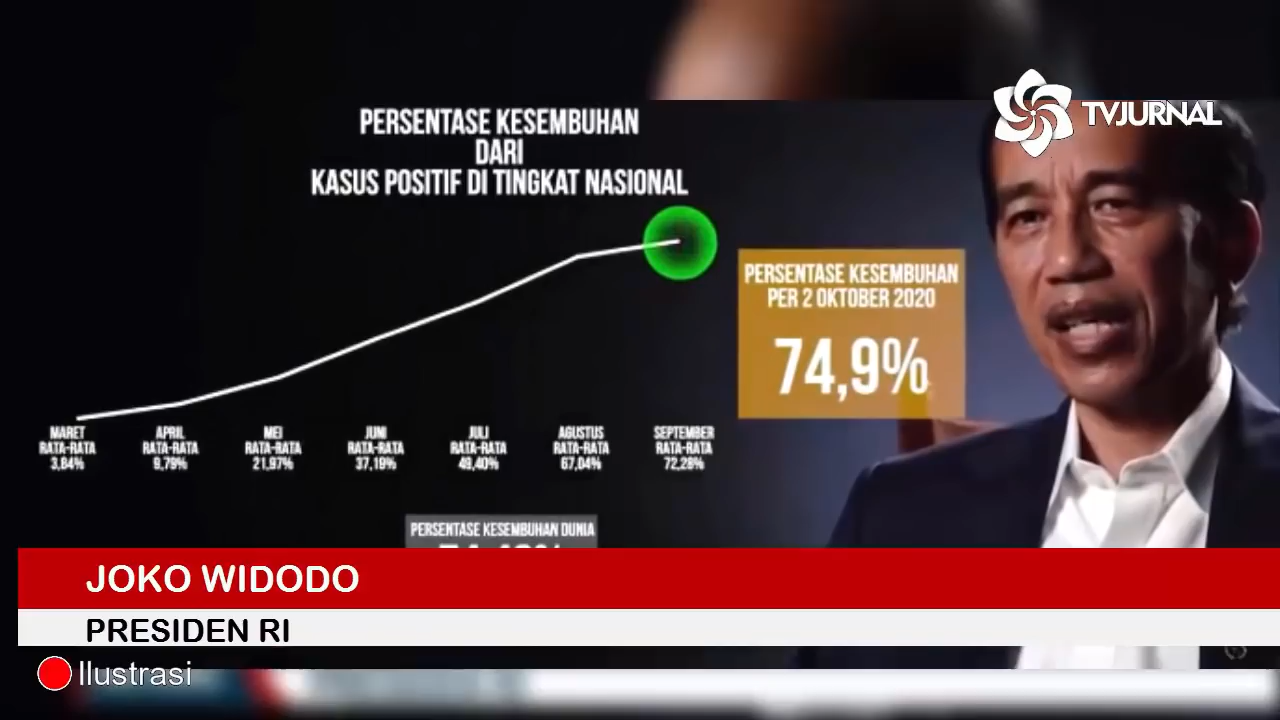 TVJURNAL
PERSENTASE KESEMBUHAN
DARI
KASUS POSITIF DI TINGKAT NASIONAL
PERSENTASE KESEMBUHAN
PER 2 OKTOBER 2020
74,9%
MARET
RATA-RATA
3,84%
APRIL
RATA-RATA
9,79%
MEI
RATA-RATA
21,97%
JUNI
RATA-RATA
37,19%
JULI
RATA-RATA
49,40%
AGUSTUS
RATA-RATA
67,04%
SEPTEMBER
RATA-RATA
72,28%
PERSENTASE KESEMBUHAN DUNIA
JOKO WIDODO
PRESIDEN RI
Ilustrasi